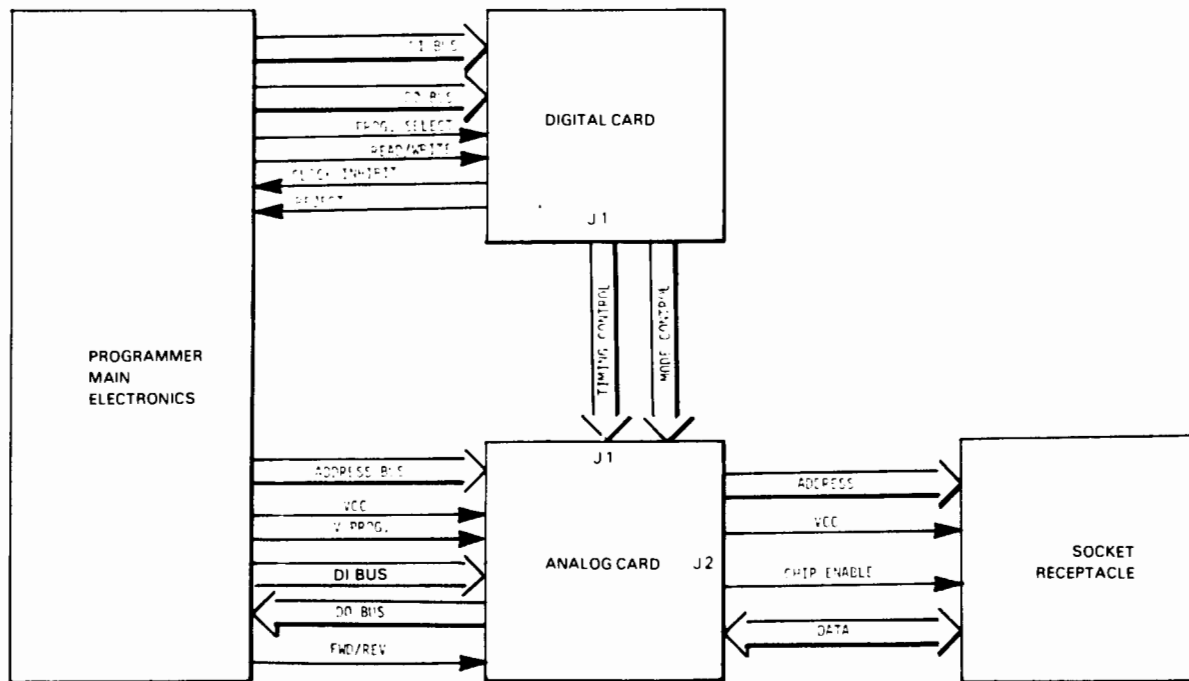 DI BUS
DO BUS
PROG. SELECT
READ/WRITE
CLOCK INHIBIT
REJECT
DIGITAL CARD
J1
TIMING CONTROL
MODE CONTROL
PROGRAMMER
MAIN
ELECTRONICS
ADDRESS BUS
VCC
V PROG.
DI BUS
DO BUS
FWD/REV
J1
ANALOG CARD
J2
ADDRESS
VCC
CHIP ENABLE
DATA
SOCKET
RECEPTACLE